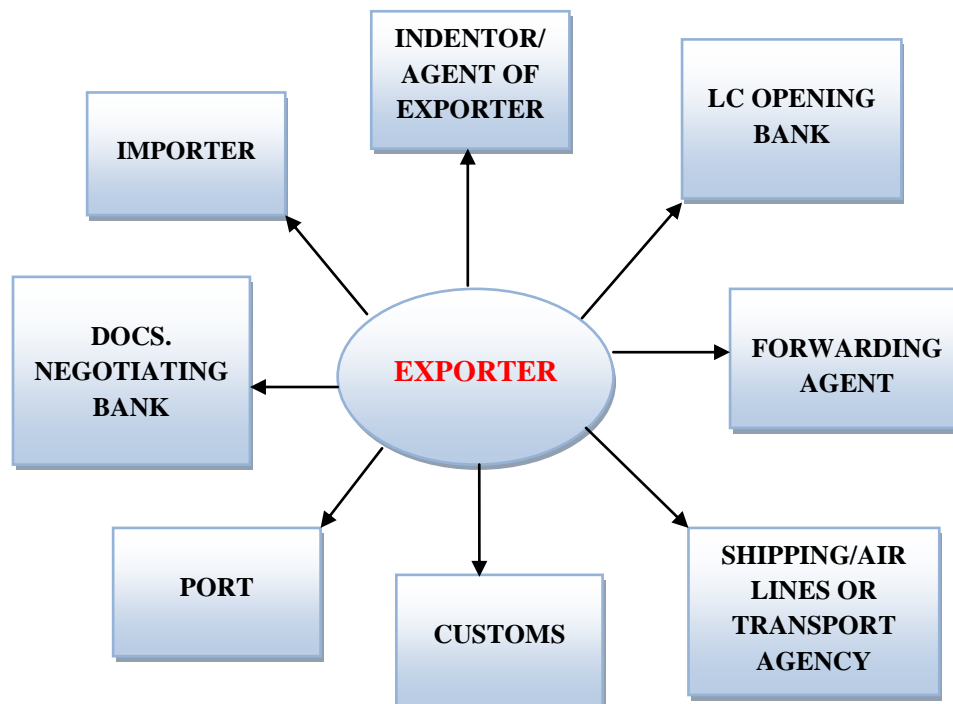 INDENTOR/
AGENT OF
EXPORTER
LC OPENING
BANK
IMPORTER
DOCS.
NEGOTIATING
BANK
EXPORTER
FORWARDING
AGENT
PORT
CUSTOMS
SHIPPING/AIR
LINES OR
TRANSPORT
AGENCY